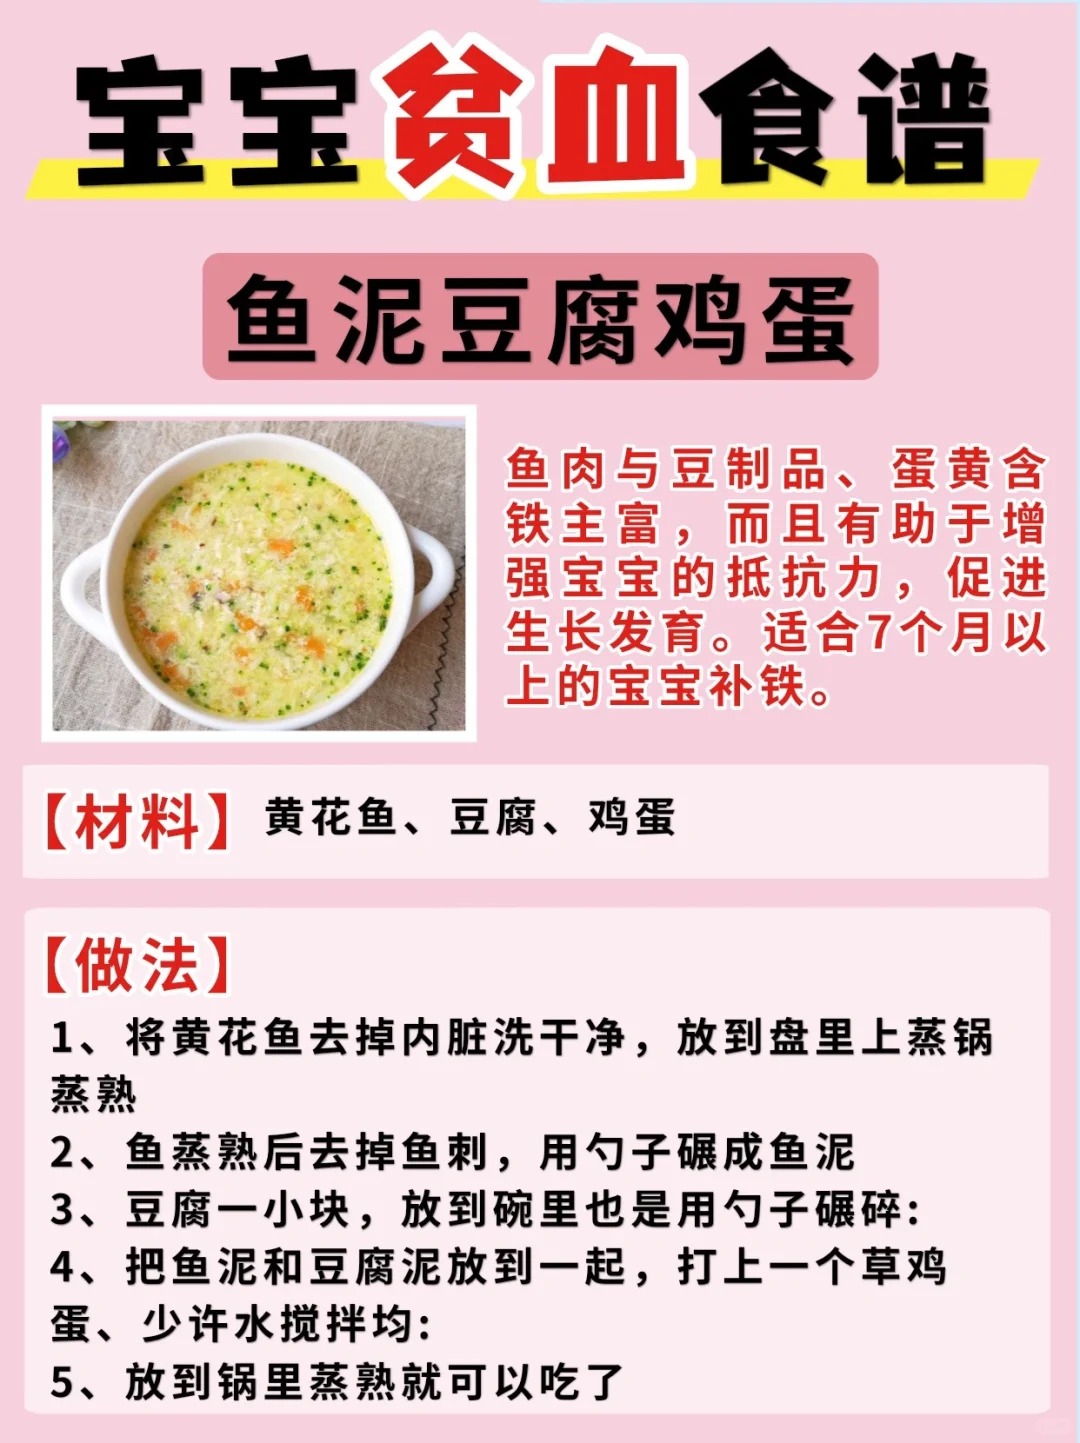 宝宝贫血食谱
鱼泥豆腐鸡蛋
鱼肉与豆制品、蛋黄含
铁主富，而且有助于增
强宝宝的抵抗力，促进
生长发育。适合7个月以
上的宝宝补铁。
【材料】 黄花鱼、豆腐、鸡蛋
【做法】
1、将黄花鱼去掉内脏洗干净，放到盘里上蒸锅
蒸熟
2、鱼蒸熟后去掉鱼刺，用勺子碾成鱼泥
3、豆腐一小块，放到碗里也是用勺子碾碎:
4、把鱼泥和豆腐泥放到一起，打上一个草鸡
蛋、少许水搅拌均:
5、放到锅里蒸熟就可以吃了